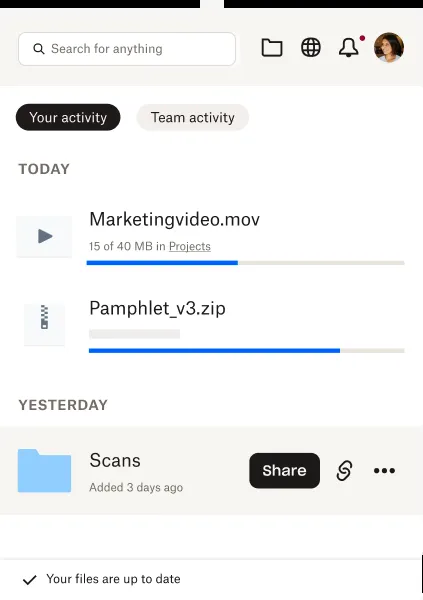 Search for anything
Your activity
Team activity
TODAY
Marketingvideo.mov
15 of 40 MB in Projects
Pamphlet_v3.zip
YESTERDAY
Scans
Added 3 days ago
Share
Your files are up to date